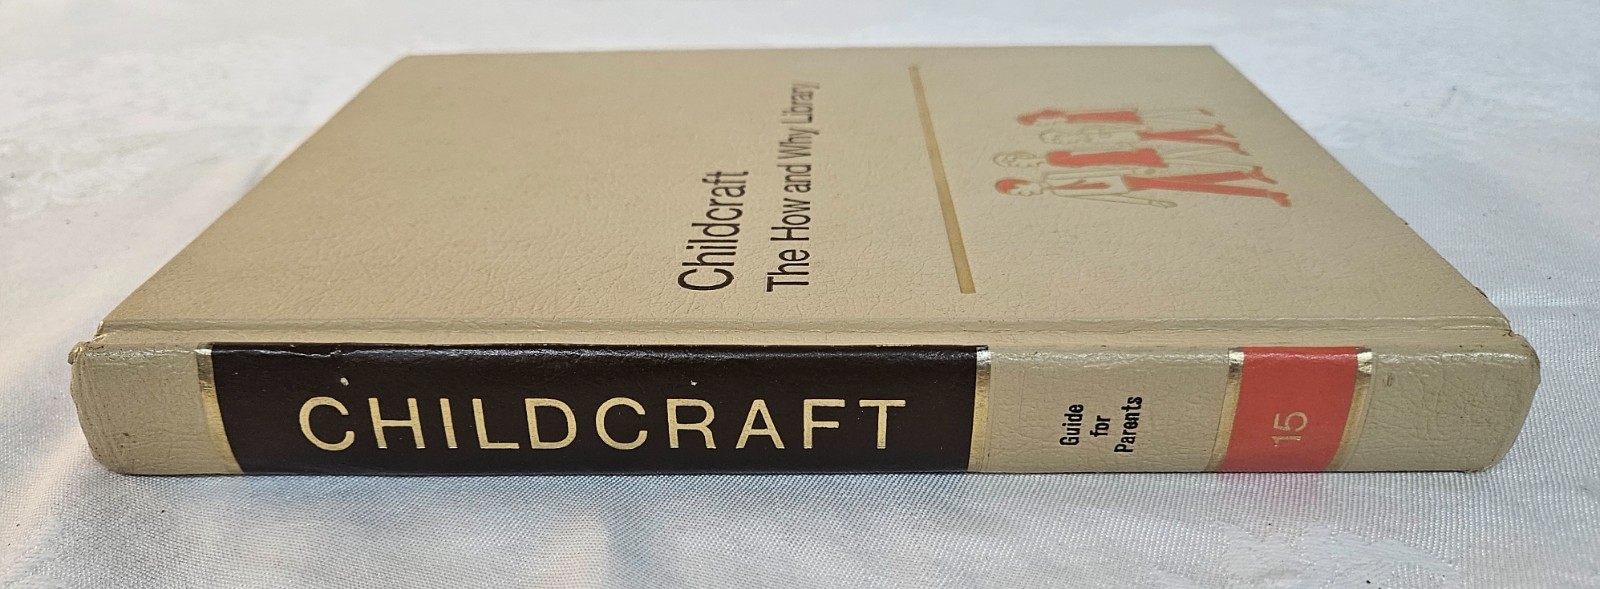 Childcraft
The How and Why Library
CHILDCRAFT
Guide
for
Parents
15